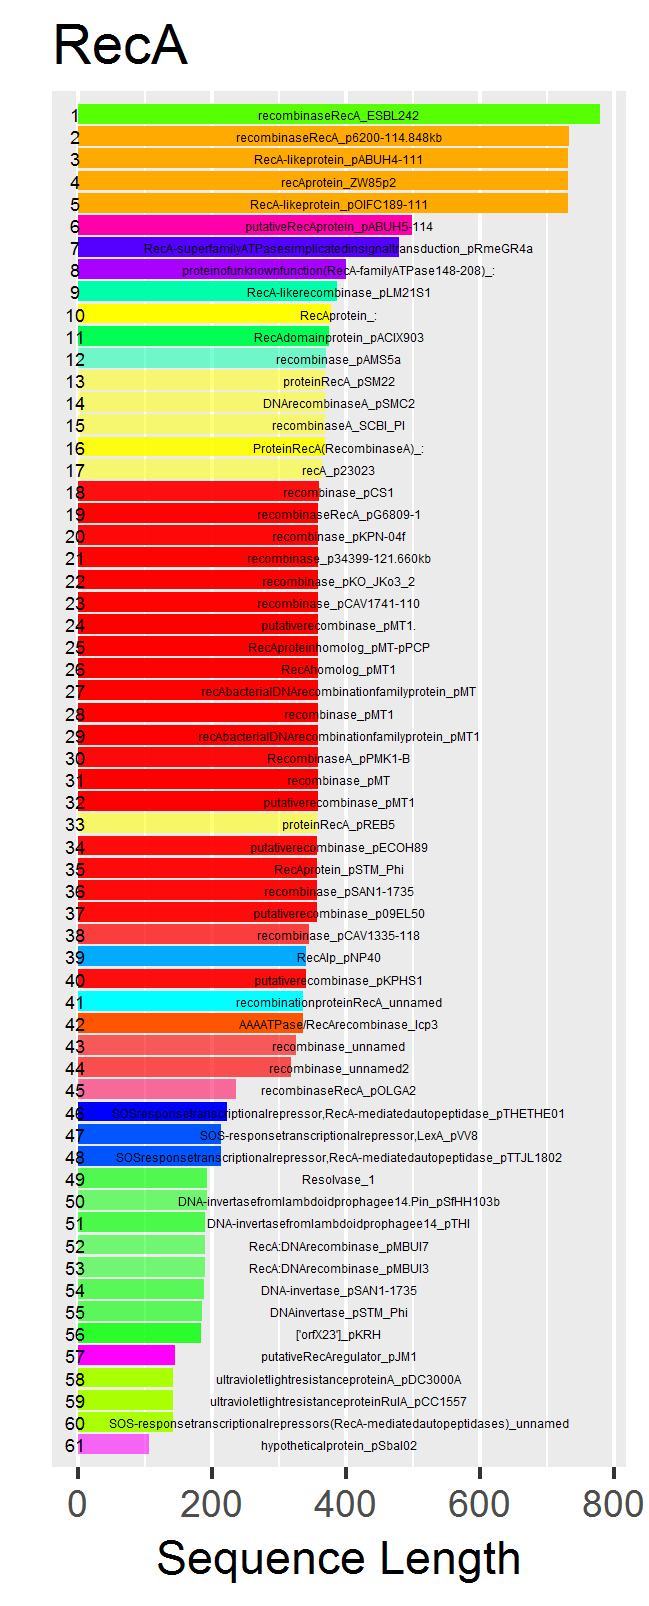 RecA
1 recombinaseRecA_ESBL242
2 recombinaseRecA_p6200-114.848kb
3 RecA-likeprotein_pABUH4-111
4 recAprotein_ZW85p2
5 RecA-likeprotein_pOIFC189-111
6 putativeRecAprotein_pABUH5-114
7 RecA-superfamilyATPasesimplicatedinsignaltransduction_pRmeGR4a
8 proteinofunknownfunction(RecA-familyATPase148-208)_:
9 RecA-likerecombinase_pLM21S1
10 RecAprotein_:
11 RecAdomainprotein_pACIX903
12 recombinase_pAMS5a
13 proteinRecA_pSM22
14 DNArecombinaseA_pSMC2
15 recombinaseA_SCBI_PI
16 ProteinRecA(RecombinaseA)_:
17 recA_p23023
18 recombinase_pCS1
19 recombinaseRecA_pG6809-1
20 recombinase_pKPN-04f
21 recombinase_p34399-121.660kb
22 recombinase_pKO_JKo3_2
23 recombinase_pCAV1741-110
24 putativerecombinase_pMT1.
25 RecAproteinhomolog_pMT-pPCP
26 RecAhomolog_pMT1
27 recAbacterialDNArecombinationfamilyprotein_pMT
28 recombinase_pMT1
29 recAbacterialDNArecombinationfamilyprotein_pMT1
30 RecombinaseA_pPMK1-B
31 recombinase_pMT
32 putativerecombinase_pMT1
33 proteinRecA_pREB5
34 putativerecombinase_pECOH89
35 RecAprotein_pSTM_Phi
36 recombinase_pSAN1-1735
37 putativerecombinase_p09EL50
38 recombinase_pCAV1335-118
39 RecAlp_pNP40
40 putativerecombinase_pKPHS1
41 recombinationproteinRecA_unnamed
42 AAAATPase/RecArecombinase_lcp3
43 recombinase_unnamed
44 recombinase_unnamed2
45 recombinaseRecA_pOLGA2
46 SOSresponsetranscriptionalrepressor,RecA-mediatedautopeptidase_pTHETHE01
47 SOS-responsetranscriptionalrepressor,LexA_pVV8
48 SOSresponsetranscriptionalrepressor,RecA-mediatedautopeptidase_pTTJL1802
49 Resolvase_1
50 DNA-invertasefromlambdoidprophagee14.Pin_pSfHH103b
51 DNA-invertasefromlambdoidprophagee14_pTHI
52 RecA:DNArecombinase_pMBUI7
53 RecA:DNArecombinase_pMBUI3
54 DNA-invertase_pSAN1-1735
55 DNAinvertase_pSTM_Phi
56 ['orfX23']_pKRH
57 putativeRecAregulator_pJM1
58 ultravioletlightresistanceproteinA_pDC3000A
59 ultravioletlightresistanceproteinRulA_pCC1557
60 SOS-responsetranscriptionalrepressors(RecA-mediatedautopeptidases)_unnamed
61 hypotheticalprotein_pSbal02
0 200 400 600 800
Sequence Length